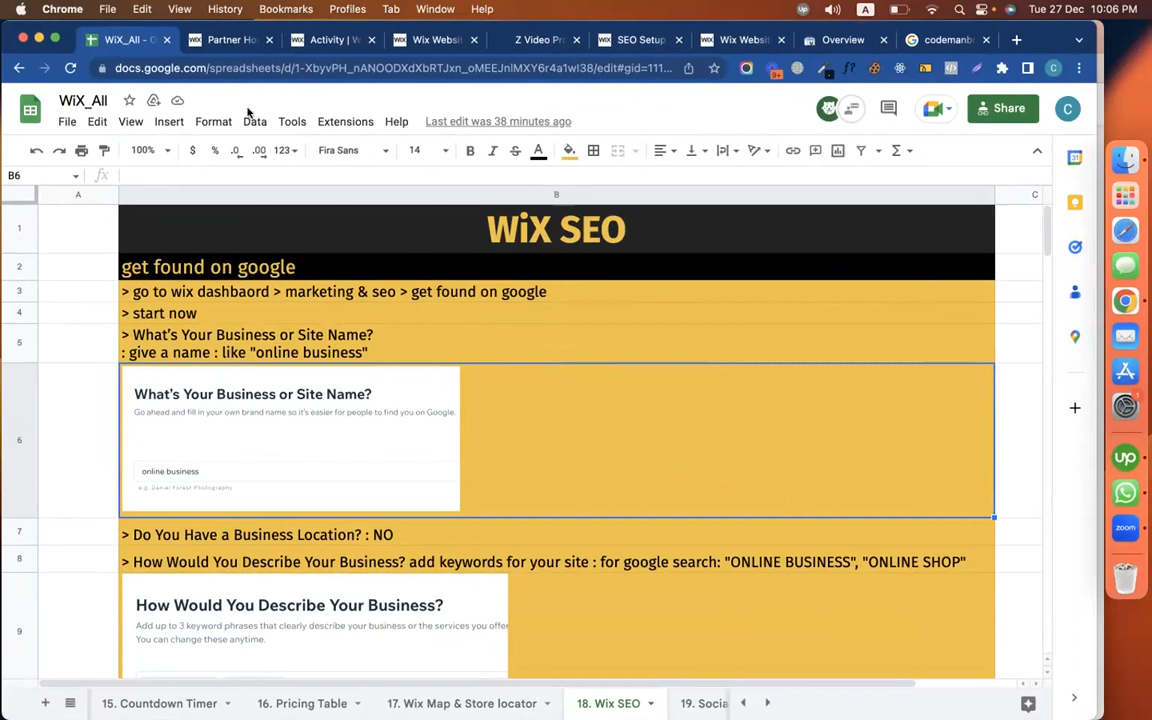 Chrome File Edit View History Bookmarks Profiles Tab Window Help A Tue 27 Dec 10:06 PM
WiX_All - G Partner Ho Activity | W Wix Websit Z Video Pr SEO Setup Wix Websit Overview codemanb
docs.google.com/spreadsheets/d/1-XbyvPH_nANOODXdXbRTJxn_oMEEJnlMXY6r4a1wI38/edit#gid=111... 9+ f? C
WiX_All Share C
File Edit View Insert Format Data Tools Extensions Help Last edit was 38 minutes ago
100% $ % .0 .00 123 Fira Sans 14 B I S A
B6 fx
A B C
1 WiX SEO
2 get found on google
3 > go to wix dashbaord > marketing & seo > get found on google
4 > start now
5 > What's Your Business or Site Name?
: give a name : like "online business"
6 What's Your Business or Site Name?
Go ahead and fill in your own brand name so it's easier for people to find you on Google.
online business
e.g. Daniel Forest Photography
7 > Do You Have a Business Location? : NO
8 > How Would You Describe Your Business? add keywords for your site : for google search: "ONLINE BUSINESS", "ONLINE SHOP"
9 How Would You Describe Your Business?
Add up to 3 keyword phrases that clearly describe your business or the services you offer
You can change these anytime.
15. Countdown Timer 16. Pricing Table 17. Wix Map & Store locator 18. Wix SEO 19. Socia
31
1
up
zoom